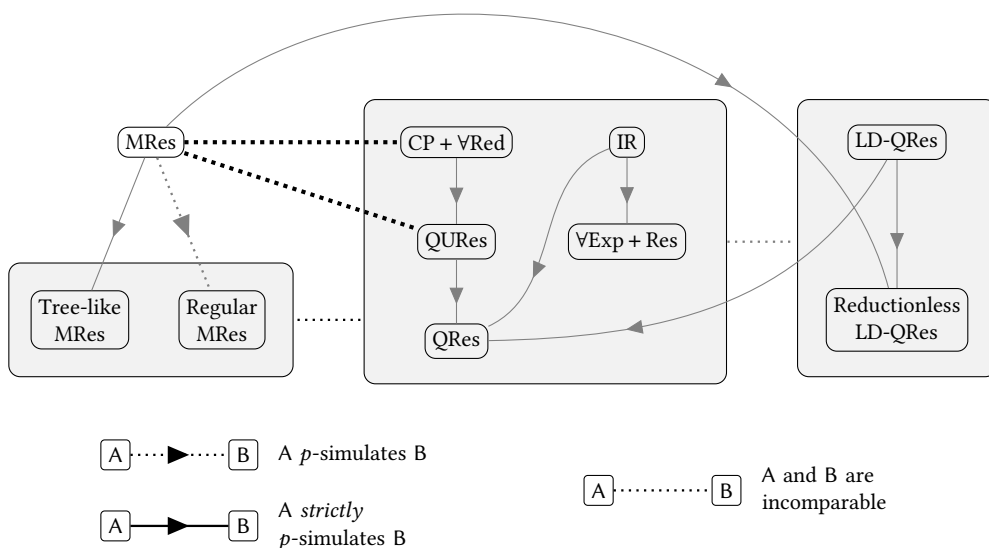 MRes
CP + ∀Red
IR
LD-QRes
QURes
∀Exp + Res
Tree-like
MRes
Regular
MRes
QRes
Reductionless
LD-QRes
A
B
A p-simulates B
A
B
A strictly
p-simulates B
A
B
A and B are
incomparable